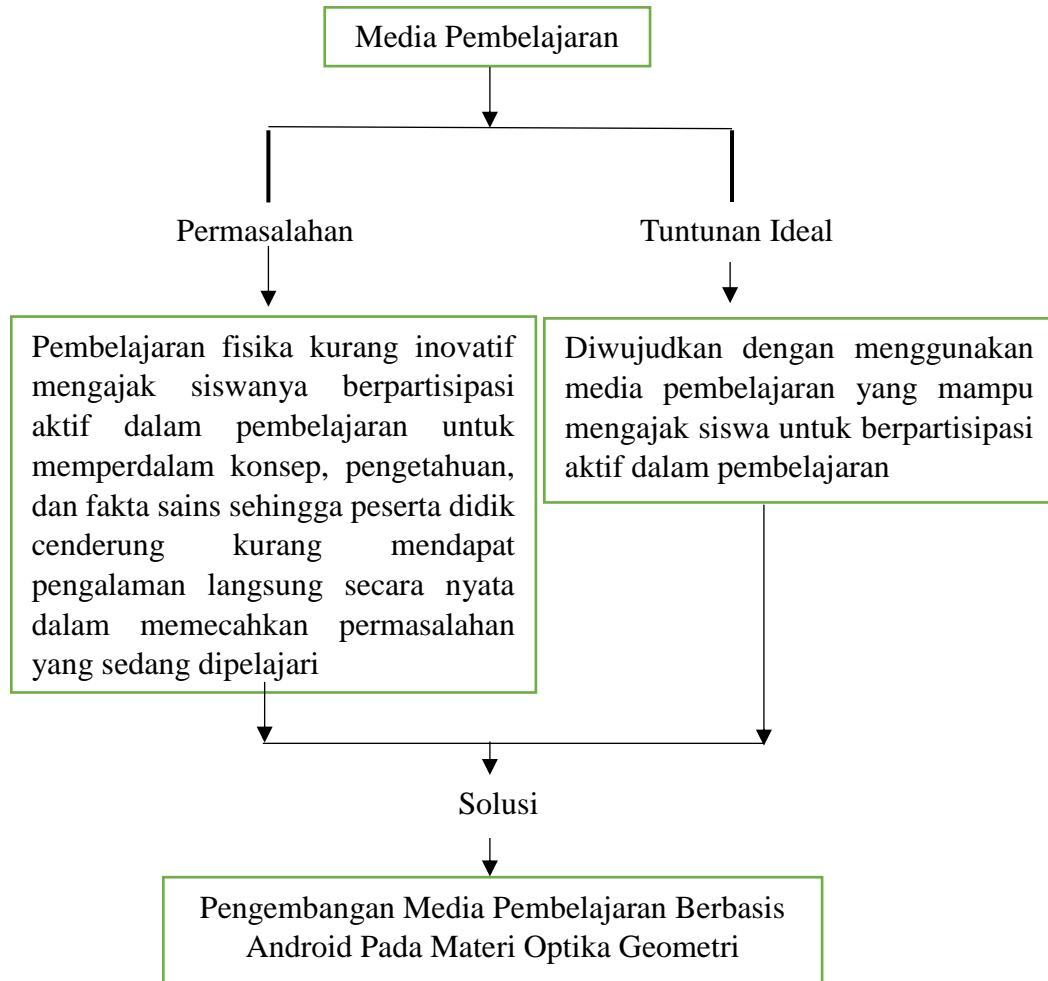 Media Pembelajaran
Permasalahan
Tuntunan Ideal
Pembelajaran fisika kurang inovatif
mengajak siswanya berpartisipasi
aktif dalam pembelajaran untuk
memperdalam konsep, pengetahuan,
dan fakta sains sehingga peserta didik
cenderung kurang mendapat
pengalaman langsung secara nyata
dalam memecahkan permasalahan
yang sedang dipelajari
Diwujudkan dengan menggunakan
media pembelajaran yang mampu
mengajak siswa untuk berpartisipasi
aktif dalam pembelajaran
Solusi
Pengembangan Media Pembelajaran Berbasis
Android Pada Materi Optika Geometri